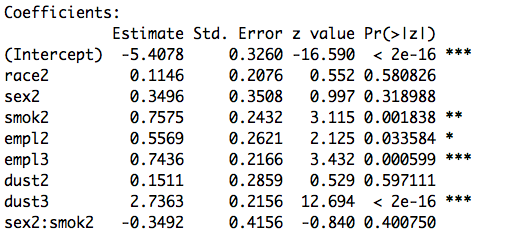 Coefficients:
Estimate Std. Error z value Pr(>|z|)
(Intercept) -5.4078 0.3260 -16.590 < 2e-16 ***
race2 0.1146 0.2076 0.552 0.580826
sex2 0.3496 0.3508 0.997 0.318988
smok2 0.7575 0.2432 3.115 0.001838 **
empl2 0.5569 0.2621 2.125 0.033584 *
empl3 0.7436 0.2166 3.432 0.000599 ***
dust2 0.1511 0.2859 0.529 0.597111
dust3 2.7363 0.2156 12.694 < 2e-16 ***
sex2:smok2 -0.3492 0.4156 -0.840 0.400750